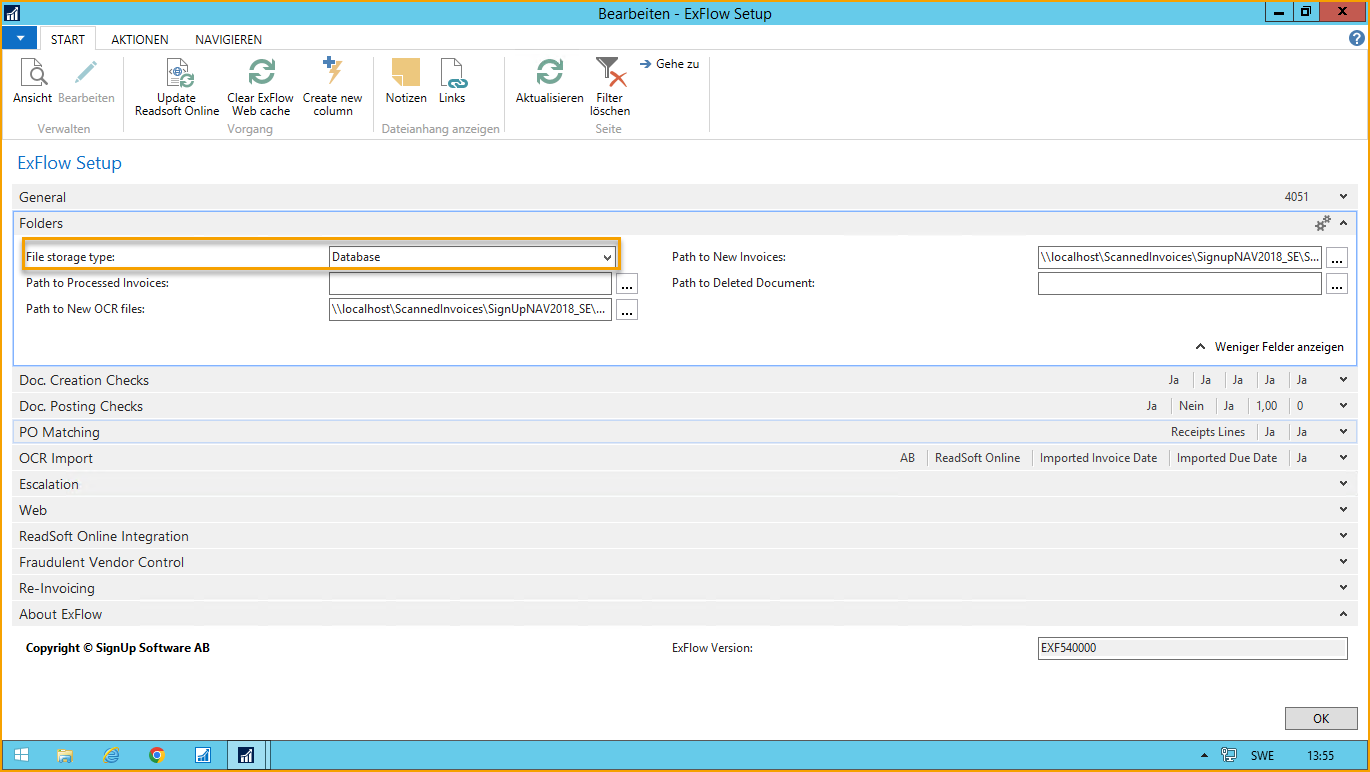 Bearbeiten - ExFlow Setup
START AKTIONEN NAVIGIEREN
Ansicht
Bearbeiten
Verwalten
Update
Readsoft Online
Clear ExFlow
Web cache
Create new
column
Vorgang
Notizen
Links
Dateianhang anzeigen
Aktualisieren
Filter
löschen
Gehe zu
Seite
ExFlow Setup
General 4051
Folders
File storage type: Database
Path to New Invoices: \\localhost\ScannedInvoices\SignupNAV2018_SE\S... ...
Path to Processed Invoices: ...
Path to Deleted Document: ...
Path to New OCR files: \\localhost\ScannedInvoices\SignUpNAV2018_SE\... ...
Weniger Felder anzeigen
Doc. Creation Checks Ja Ja Ja Ja Ja
Doc. Posting Checks Ja Nein Ja 1,00 0
PO Matching Receipts Lines Ja Ja
OCR Import AB ReadSoft Online Imported Invoice Date Imported Due Date Ja
Escalation
Web
ReadSoft Online Integration
Fraudulent Vendor Control
Re-Invoicing
About ExFlow
Copyright © SignUp Software AB
ExFlow Version: EXF540000
OK
SWE 13:55